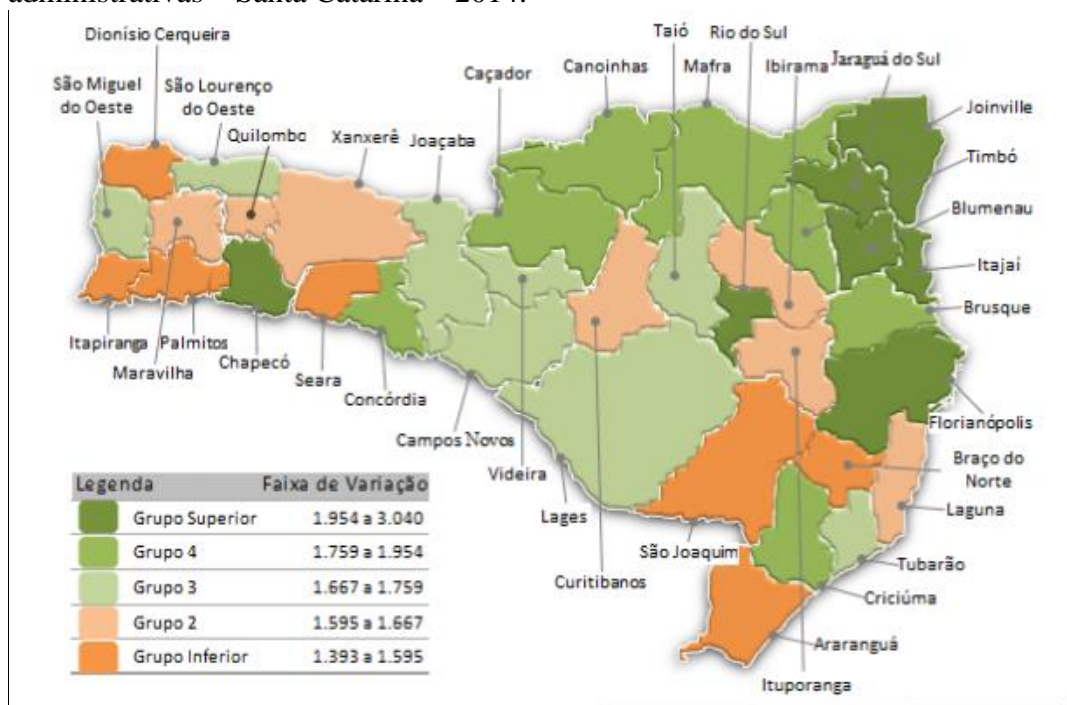 administrativas – Santa Catarina – 2014.
Dionísio Cerqueira
São Miguel
do Oeste
São Lourenço
do Oeste
Quilombo
Xanxerê
Joaçaba
Caçador
Canoinhas
Taió
Mafra
Rio do Sul
Ibirama
Jaraguá do Sul
Joinville
Timbó
Blumenau
Itajaí
Brusque
Florianópolis
Braço do
Norte
Laguna
Tubarão
Criciúma
Araranguá
Ituporanga
São Joaquim
Curitibanos
Lages
Videira
Campos Novos
Concórdia
Seara
Chapecó
Palmitos
Maravilha
Itapiranga
Legenda Faixa de Variação
Grupo Superior 1.954 a 3.040
Grupo 4 1.759 a 1.954
Grupo 3 1.667 a 1.759
Grupo 2 1.595 a 1.667
Grupo Inferior 1.393 a 1.595